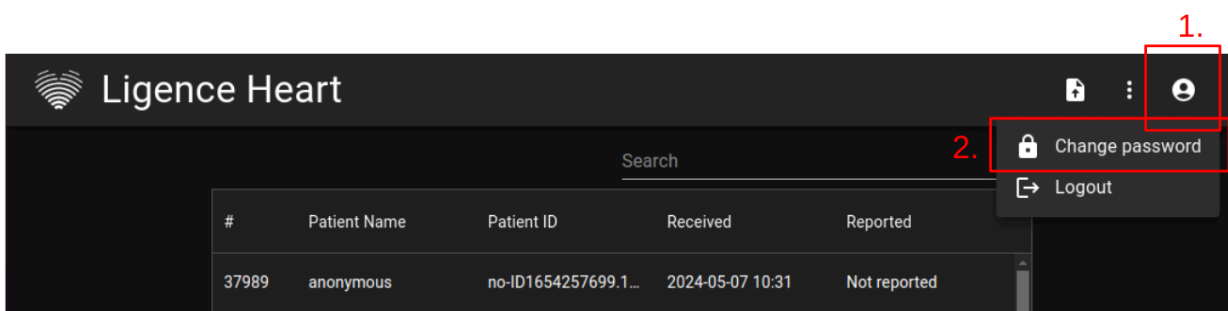 1.
Ligence Heart
2.
Change password
Search
Logout
# Patient Name Patient ID Received Reported
37989 anonymous no-ID1654257699.1... 2024-05-07 10:31 Not reported